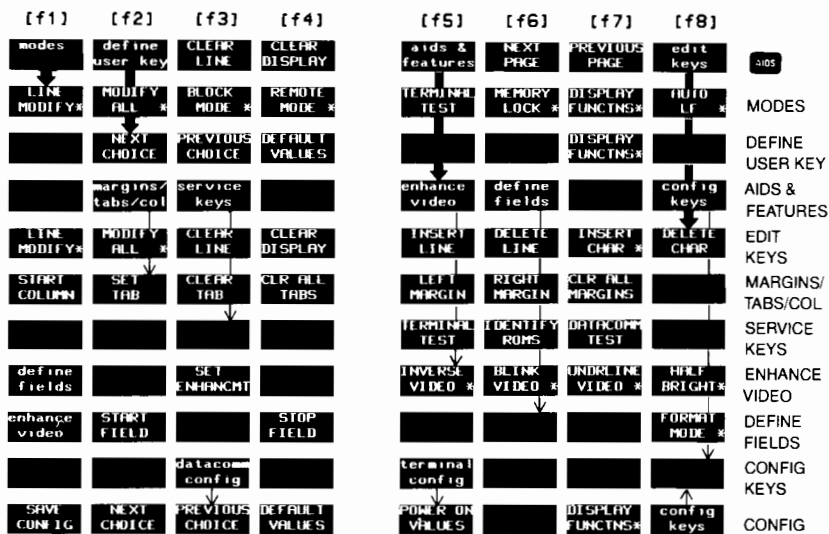 [f1] [f2] [f3] [f4] [f5] [f6] [f7] [f8]
modes define CLEAR CLEAR aids & NEXT PREVIOUS edit
user key LINE DISPLAY features PAGE PAGE keys AIDS
LINE MODIFY BLOCK REMOTE TERMINAL MEMORY DISPLAY AUTO
MODIFY* ALL * MODE * MODE * TEST LOCK * FUNCTNS* LF * MODES
NEXT PREVIOUS DEFAULT DISPLAY DEFINE
CHOICE CHOICE VALUES FUNCTNS* USER KEY
margins/ service enhance define config AIDS &
tabs/col keys video fields keys FEATURES
LINE MODIFY CLEAR CLEAR INSERT DELETE INSERT DELETE EDIT
MODIFY* ALL * LINE DISPLAY LINE LINE CHAR * CHAR KEYS
START SET CLEAR CLR ALL LEFT RIGHT CLR ALL MARGINS/
COLUMN TAB TAB TABS MARGIN MARGIN MARGINS TABS/COL
TERMINAL IDENTIFY DATACOMM SERVICE
TEST ROMS TEST KEYS
define SET INVERSE BLINK UNDRLINE HALF ENHANCE
fields ENHANCMT VIDEO * VIDEO * VIDEO * BRIGHT* VIDEO
enhance START STOP FORMAT DEFINE
video FIELD FIELD MODE * FIELDS
datacomm terminal CONFIG
config config KEYS
SAVE NEXT PREVIOUS DEFAULT POWER ON DISPLAY config
CONFIG CHOICE CHOICE VALUES VALUES FUNCTNS* keys CONFIG